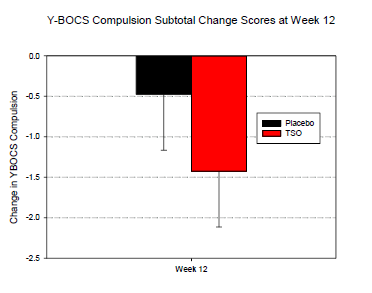 Y-BOCS Compulsion Subtotal Change Scores at Week 12
0.0
-0.5
-1.0
-1.5
-2.0
-2.5
Change in YBOCS Compulsion
Placebo
TSO
Week 12